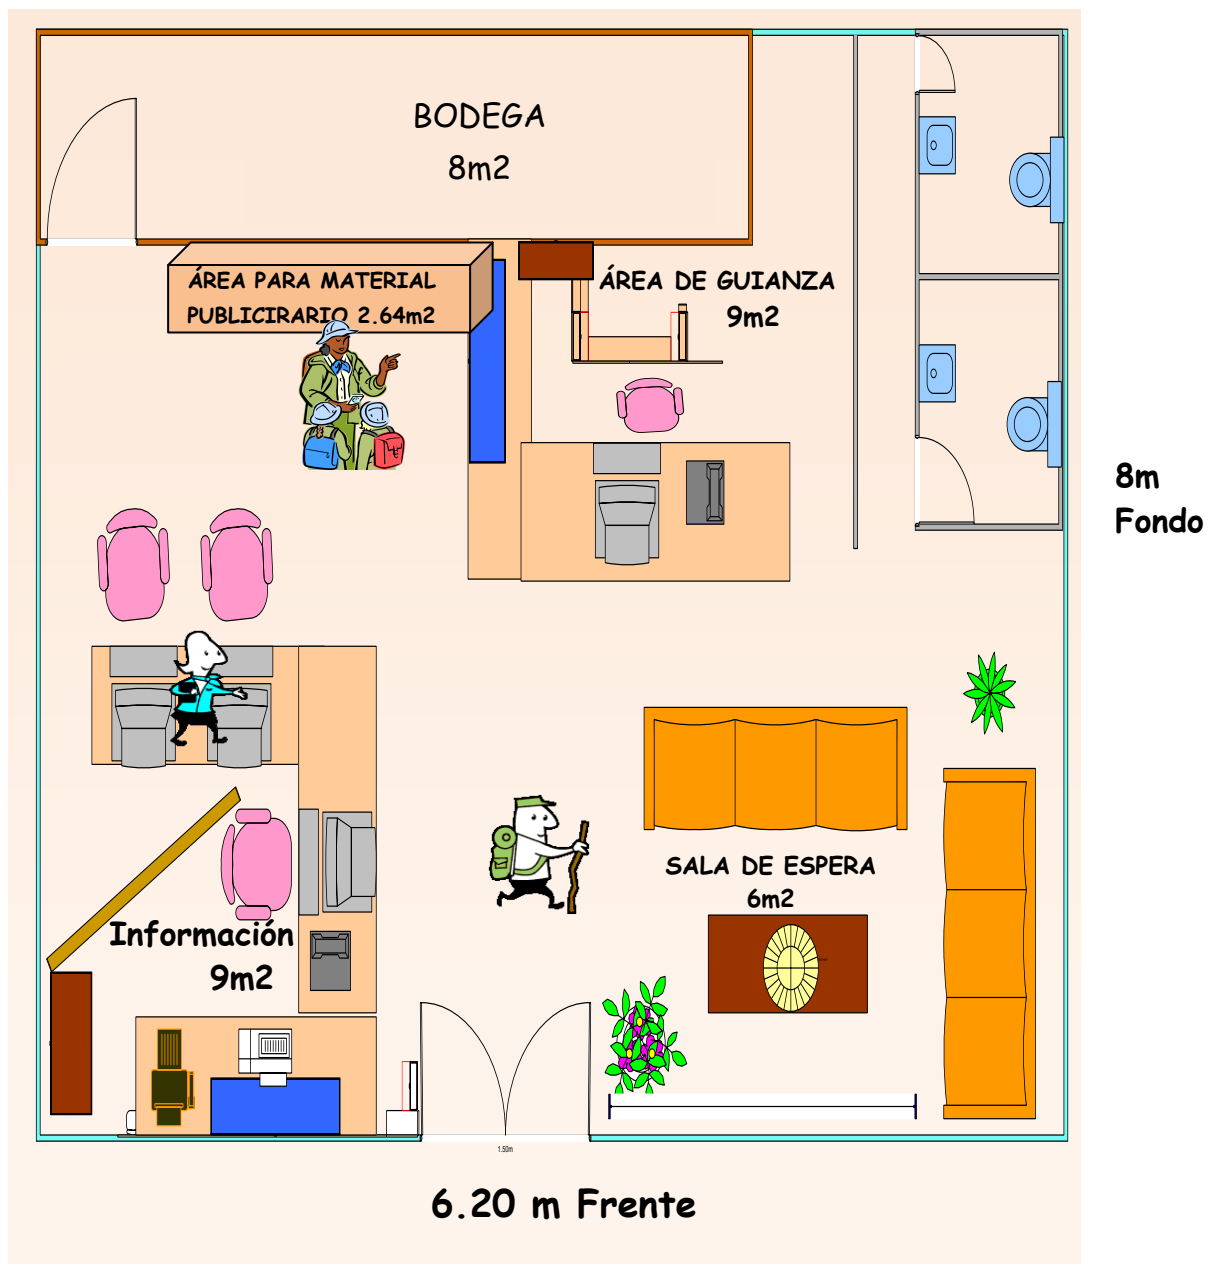 BODEGA
8m2
ÁREA PARA MATERIAL
PUBLICIRARIO 2.64m2
ÁREA DE GUIANZA
9m2
8m
Fondo
SALA DE ESPERA
6m2
Información
9m2
1.50m
6.20 m Frente